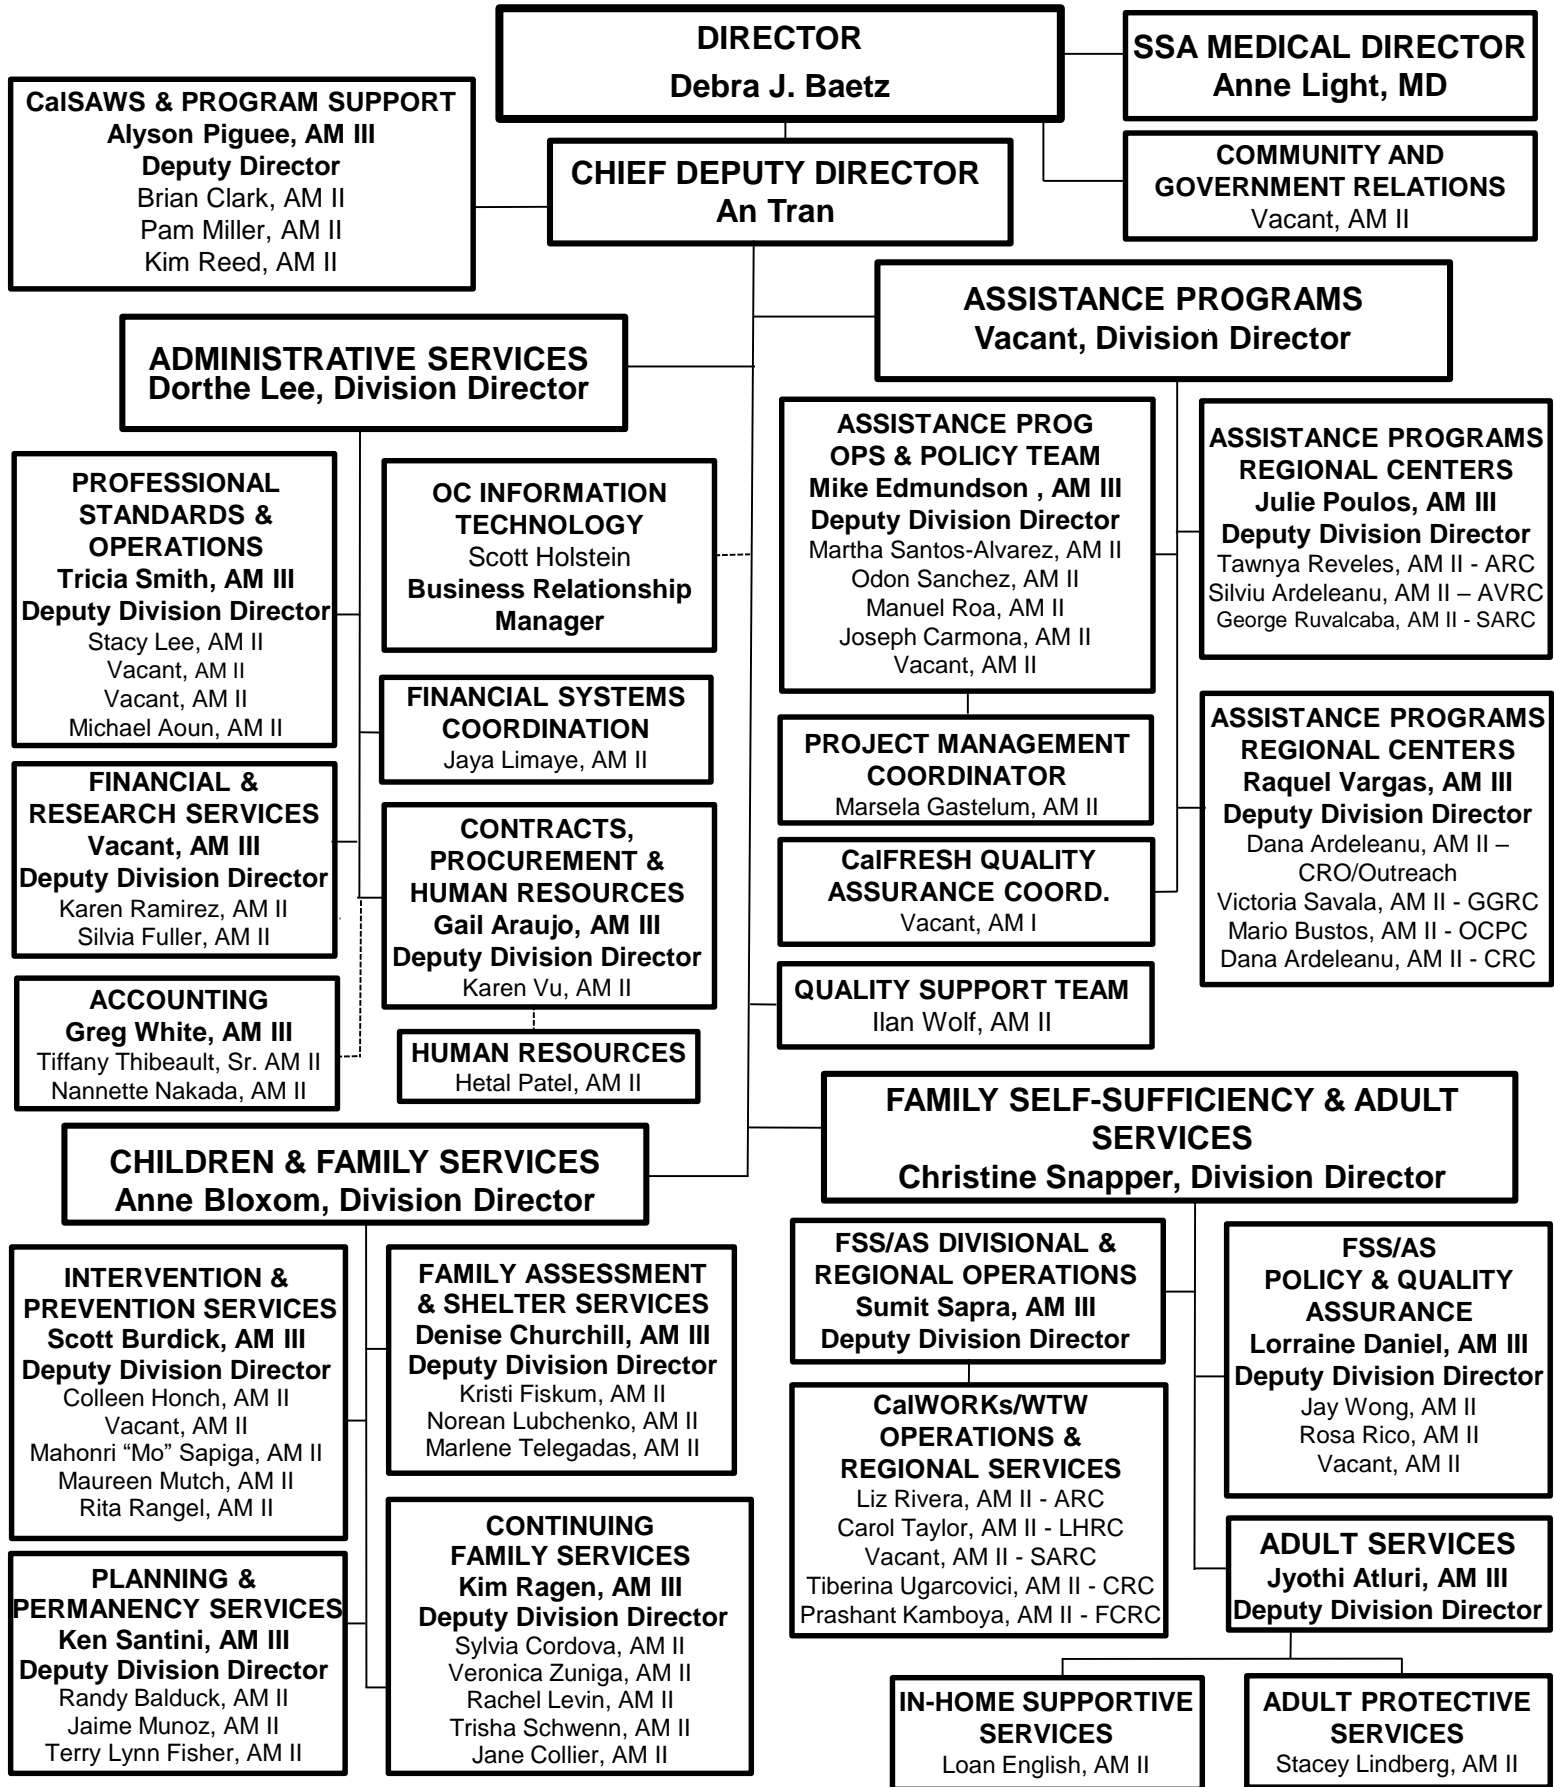 DIRECTOR
Debra J. Baetz
SSA MEDICAL DIRECTOR
Anne Light, MD
CalSAWS & PROGRAM SUPPORT
Alyson Piguee, AM III
Deputy Director
Brian Clark, AM II
Pam Miller, AM II
Kim Reed, AM II
CHIEF DEPUTY DIRECTOR
An Tran
COMMUNITY AND
GOVERNMENT RELATIONS
Vacant, AM II
ASSISTANCE PROGRAMS
Vacant, Division Director
ADMINISTRATIVE SERVICES
Dorthe Lee, Division Director
PROFESSIONAL
STANDARDS &
OPERATIONS
Tricia Smith, AM III
Deputy Division Director
Stacy Lee, AM II
Vacant, AM II
Vacant, AM II
Michael Aoun, AM II
OC INFORMATION
TECHNOLOGY
Scott Holstein
Business Relationship
Manager
ASSISTANCE PROG
OPS & POLICY TEAM
Mike Edmundson , AM III
Deputy Division Director
Martha Santos-Alvarez, AM II
Odon Sanchez, AM II
Manuel Roa, AM II
Joseph Carmona, AM II
Vacant, AM II
ASSISTANCE PROGRAMS
REGIONAL CENTERS
Julie Poulos, AM III
Deputy Division Director
Tawnya Reveles, AM II - ARC
Silviu Ardeleanu, AM II – AVRC
George Ruvalcaba, AM II - SARC
FINANCIAL SYSTEMS
COORDINATION
Jaya Limaye, AM II
PROJECT MANAGEMENT
COORDINATOR
Marsela Gastelum, AM II
ASSISTANCE PROGRAMS
REGIONAL CENTERS
Raquel Vargas, AM III
Deputy Division Director
Dana Ardeleanu, AM II –
CRO/Outreach
Victoria Savala, AM II - GGRC
Mario Bustos, AM II - OCPC
Dana Ardeleanu, AM II - CRC
FINANCIAL &
RESEARCH SERVICES
Vacant, AM III
Deputy Division Director
Karen Ramirez, AM II
Silvia Fuller, AM II
CONTRACTS,
PROCUREMENT &
HUMAN RESOURCES
Gail Araujo, AM III
Deputy Division Director
Karen Vu, AM II
CalFRESH QUALITY
ASSURANCE COORD.
Vacant, AM I
ACCOUNTING
Greg White, AM III
Tiffany Thibeault, Sr. AM II
Nannette Nakada, AM II
HUMAN RESOURCES
Hetal Patel, AM II
QUALITY SUPPORT TEAM
Ilan Wolf, AM II
FAMILY SELF-SUFFICIENCY & ADULT
SERVICES
Christine Snapper, Division Director
CHILDREN & FAMILY SERVICES
Anne Bloxom, Division Director
INTERVENTION &
PREVENTION SERVICES
Scott Burdick, AM III
Deputy Division Director
Colleen Honch, AM II
Vacant, AM II
Mahonri “Mo” Sapiga, AM II
Maureen Mutch, AM II
Rita Rangel, AM II
FAMILY ASSESSMENT
& SHELTER SERVICES
Denise Churchill, AM III
Deputy Division Director
Kristi Fiskum, AM II
Norean Lubchenko, AM II
Marlene Telegadas, AM II
FSS/AS DIVISIONAL &
REGIONAL OPERATIONS
Sumit Sapra, AM III
Deputy Division Director
FSS/AS
POLICY & QUALITY
ASSURANCE
Lorraine Daniel, AM III
Deputy Division Director
Jay Wong, AM II
Rosa Rico, AM II
Vacant, AM II
CalWORKs/WTW
OPERATIONS &
REGIONAL SERVICES
Liz Rivera, AM II - ARC
Carol Taylor, AM II - LHRC
Vacant, AM II - SARC
Tiberina Ugarcovici, AM II - CRC
Prashant Kamboya, AM II - FCRC
PLANNING &
PERMANENCY SERVICES
Ken Santini, AM III
Deputy Division Director
Randy Balduck, AM II
Jaime Munoz, AM II
Terry Lynn Fisher, AM II
CONTINUING
FAMILY SERVICES
Kim Ragen, AM III
Deputy Division Director
Sylvia Cordova, AM II
Veronica Zuniga, AM II
Rachel Levin, AM II
Trisha Schwenn, AM II
Jane Collier, AM II
ADULT SERVICES
Jyothi Atluri, AM III
Deputy Division Director
IN-HOME SUPPORTIVE
SERVICES
Loan English, AM II
ADULT PROTECTIVE
SERVICES
Stacey Lindberg, AM II